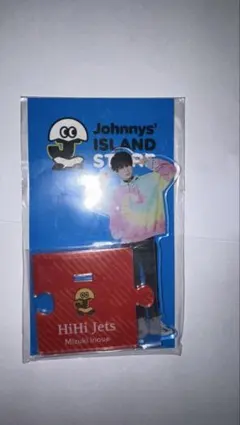 Johnnys'
ISLAND
STORE
HiHi Jets
Mizuki Inoue